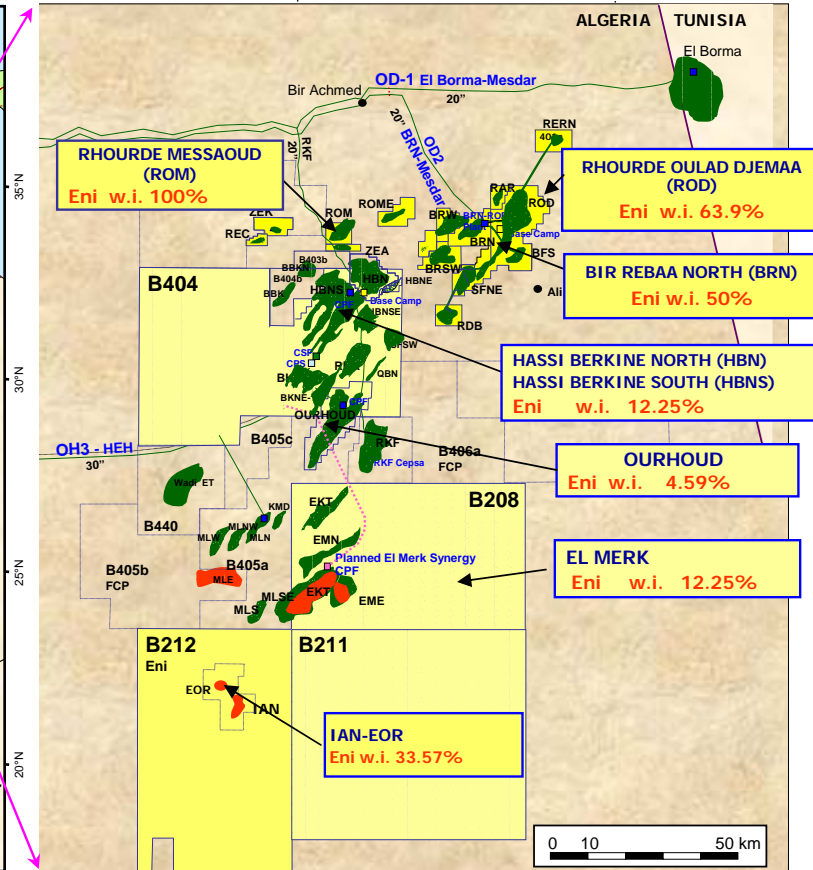 ALGERIA
TUNISIA
El Borma
OD-1 El Borma-Mesdar
Bir Achmed
20"
20"
RKF
20"
OD2
BRN-Mesdar
RERN
RHOURDE MESSAOUD
(ROM)
Eni w.i. 100%
RHOURDE OULAD DJEMAA
(ROD)
Eni w.i. 63.9%
35°N
ZEK
REC
ROM
ROME
RAR
ROD
BRW
BRN
Base Camp
BFS
BRSW
SFNE
Ali
RDB
BIR REBAA NORTH (BRN)
Eni w.i. 50%
ZEA
B403b
BBKN
B404b
BBK
HBN
HBNS
HBNE
CPF
Base Camp
B404
HASSI BERKINE NORTH (HBN)
HASSI BERKINE SOUTH (HBNS)
Eni w.i. 12.25%
CSF
CPS
QBN
30°N
BKNE
CPF
OURHOUD
B405c
RKF
RKF Cepsa
B406a
FCP
OH3 - HEH
30"
OURHOUD
Eni w.i. 4.59%
Wadi ET
B208
KMD
EKT
B440
MLNW
MLW
MLN
EMN
Planned El Merk Synergy
CPF
EL MERK
Eni w.i. 12.25%
25°N
B405b
FCP
B405a
MLE
MLSE
EKT
EME
MLS
B212
Eni
B211
EOR
IAN
IAN-EOR
Eni w.i. 33.57%
20°N
0 10 50 km